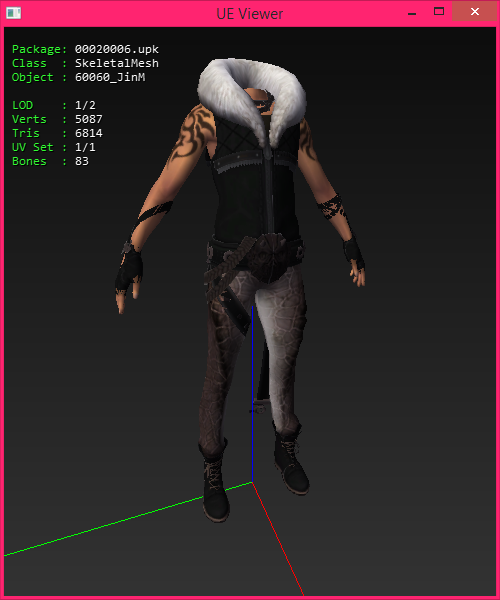 UE Viewer
Package: 00020006.upk
Class  : SkeletalMesh
Object : 60060_JinM
LOD    : 1/2
Verts  : 5087
Tris   : 6814
UV Set : 1/1
Bones  : 83